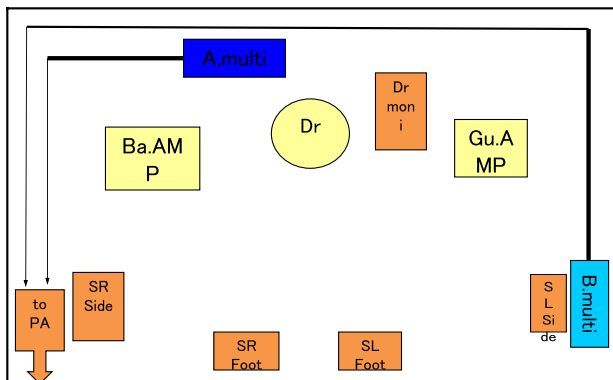 A.multi
Dr
mon
i
Dr
Ba.AM
P
Gu.A
MP
SR
Side
to
PA
S
L
Si
de
B.multi
SR
Foot
SL
Foot